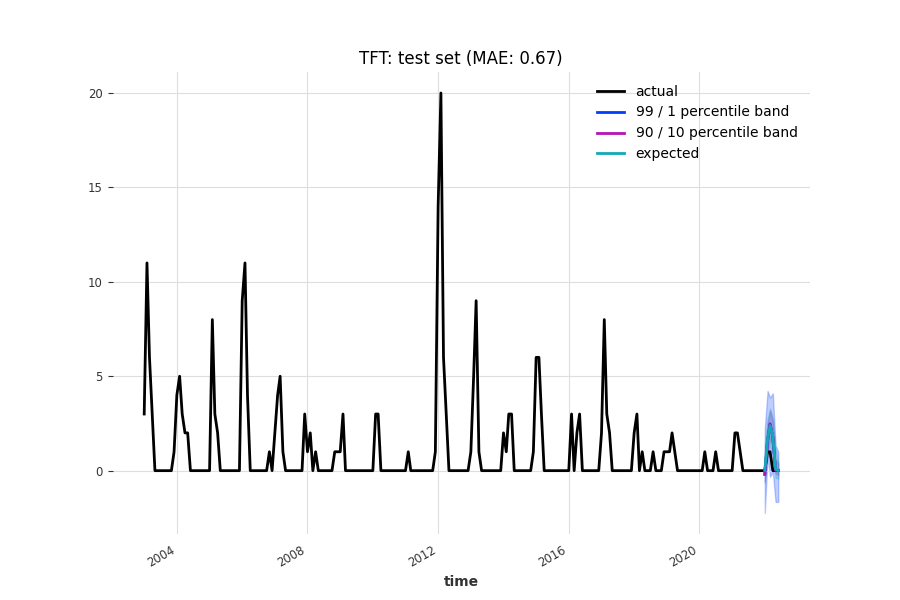 TFT: test set (MAE: 0.67)
actual
99 / 1 percentile band
90 / 10 percentile band
expected
20
15
10
5
0
2004
2008
2012
2016
2020
time